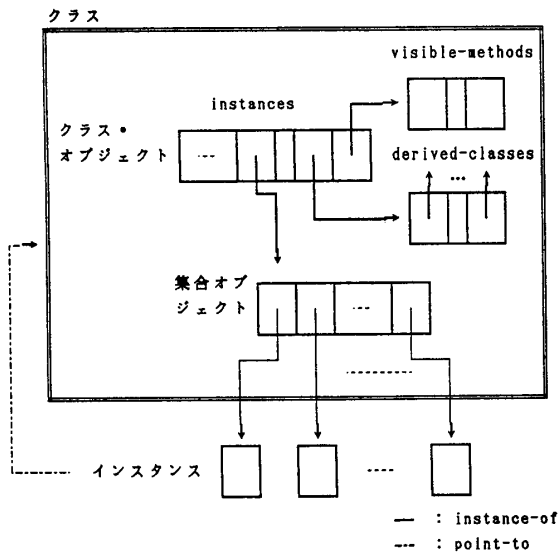 クラス
visible-methods
instances
クラス・
オブジェクト
derived-classes
集合オブ
ジェクト
インスタンス
: instance-of
: point-to